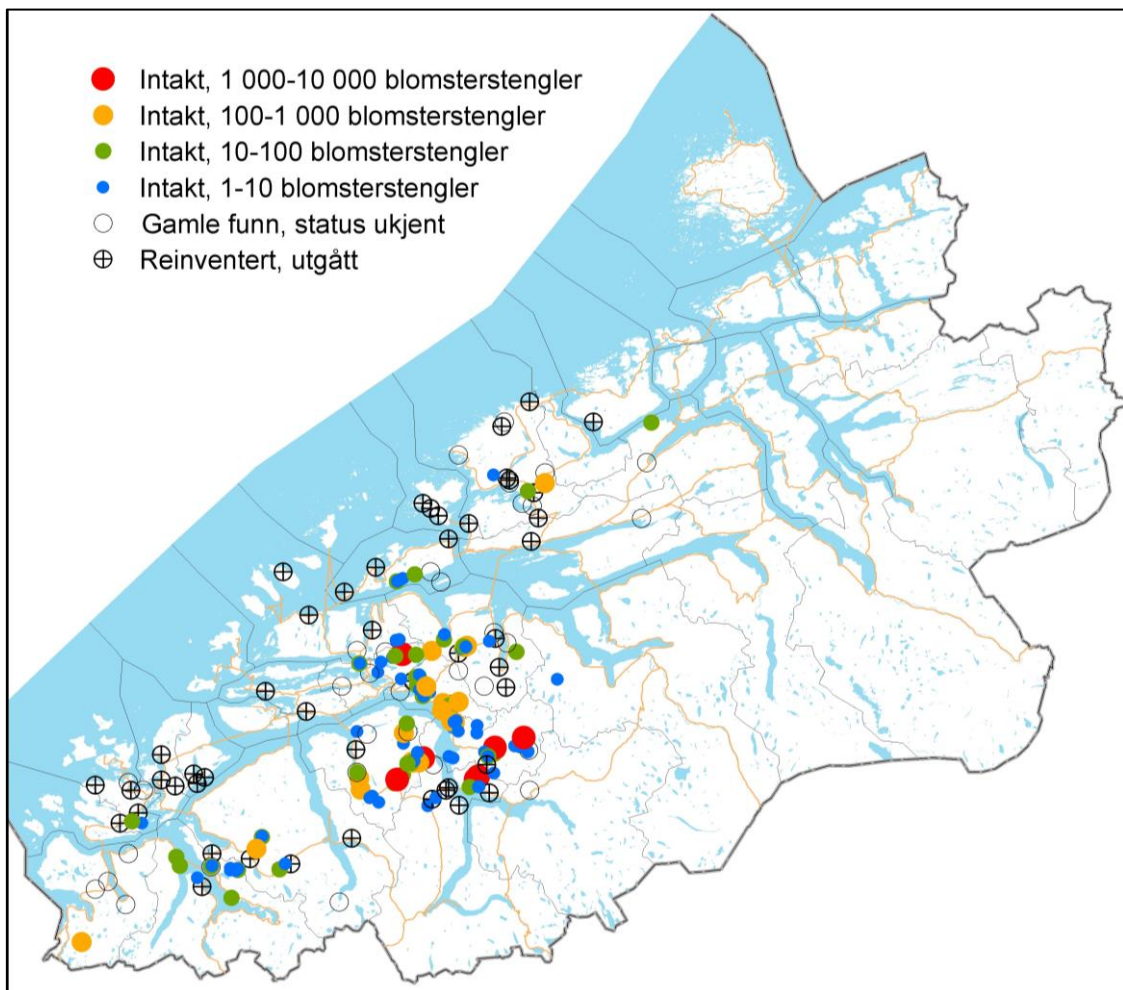 Intakt, 1 000-10 000 blomsterstengler
Intakt, 100-1 000 blomsterstengler
Intakt, 10-100 blomsterstengler
Intakt, 1-10 blomsterstengler
Gamle funn, status ukjent
Reinventert, utgått